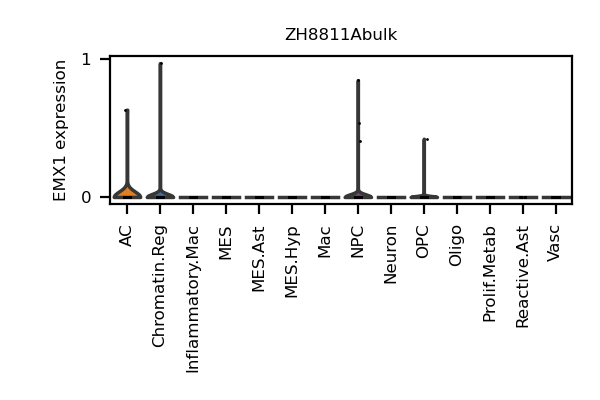 ZH8811Abulk
EMX1 expression
1
0
AC
Chromatin.Reg
Inflammatory.Mac
MES
MES.Ast
MES.Hyp
Mac
NPC
Neuron
OPC
Oligo
Prolif.Metab
Reactive.Ast
Vasc